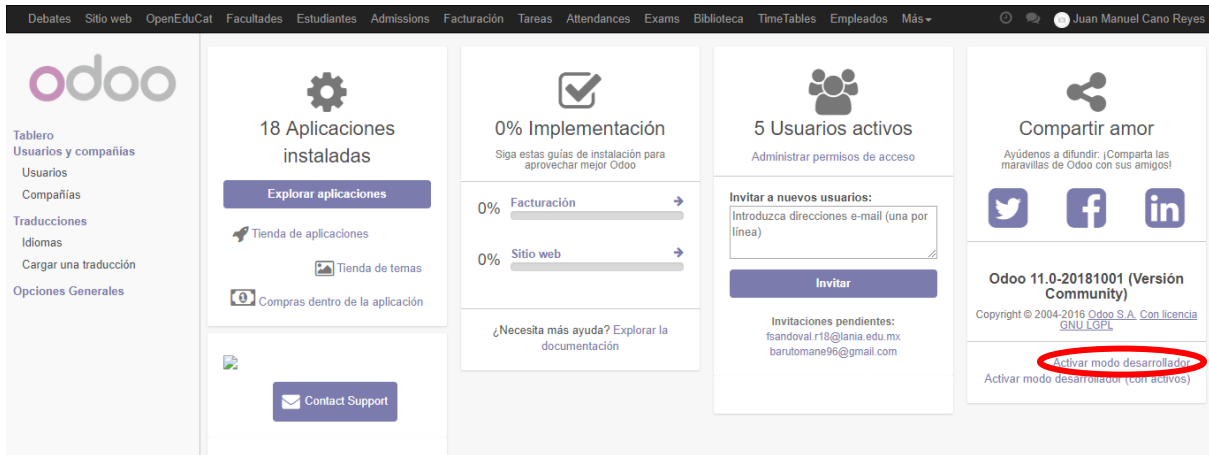 Debates Sitio web OpenEduCat Facultades Estudiantes Admissions Facturación Tareas Attendances Exams Biblioteca TimeTables Empleados Más Juan Manuel Cano Reyes
odoo
Tablero
Usuarios y compañías
Usuarios
Compañías
Traducciones
Idiomas
Cargar una traducción
Opciones Generales
18 Aplicaciones
instaladas
Explorar aplicaciones
Tienda de aplicaciones
Tienda de temas
Compras dentro de la aplicación
Contact Support
0% Implementación
Siga estas guías de instalación para
aprovechar mejor Odoo
0% Facturación
0% Sitio web
¿Necesita más ayuda? Explorar la
documentación
5 Usuarios activos
Administrar permisos de acceso
Invitar a nuevos usuarios:
Introduzca direcciones e-mail (una por
línea)
Invitar
Invitaciones pendientes:
fsandoval.r18@lania.edu.mx
barutomane96@gmail.com
Compartir amor
Ayúdenos a difundir: ¡Comparta las
maravillas de Odoo con sus amigos!
Odoo 11.0-20181001 (Versión
Community)
Copyright © 2004-2016 Odoo S.A. Con licencia
GNU LGPL
Activar modo desarrollador
Activar modo desarrollador (con activos)